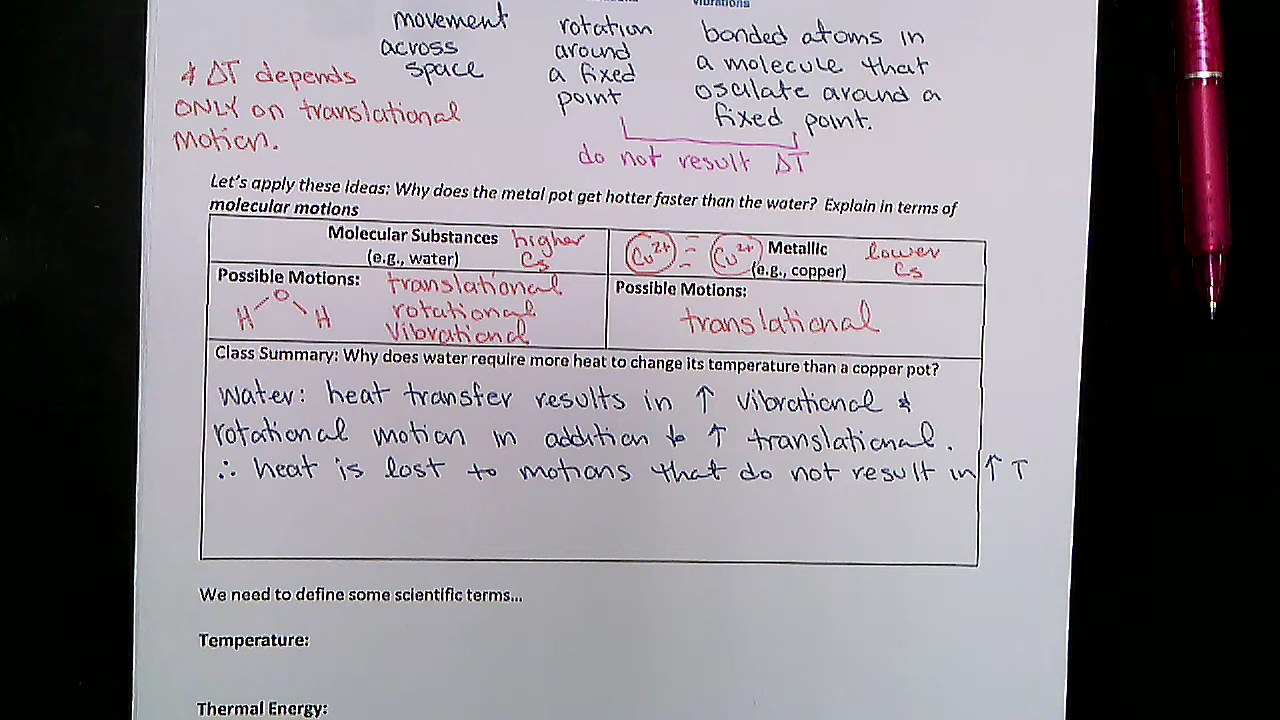 vibrations
movement
across
space
rotation
around
a fixed
point
bonded atoms in
a molecule that
osculate around a
fixed point.
* ΔT depends
ONLY on translational
Motion.
do not result ΔT
Let's apply these Ideas: Why does the metal pot get hotter faster than the water? Explain in terms of
molecular motions
Molecular Substances higher
(e.g., water) Cs
Cu²⁺ Cu²⁺ Metallic lower
(e.g., copper) Cs
Possible Motions: translational
rotational
Vibrational
H O H
Possible Motions:
translational
Class Summary: Why does water require more heat to change its temperature than a copper pot?
Water: heat transfer results in ↑ vibrational &
rotational motion in addition to ↑ translational.
∴ heat is lost to motions that do not result in ↑ T
We need to define some scientific terms...
Temperature:
Thermal Energy: